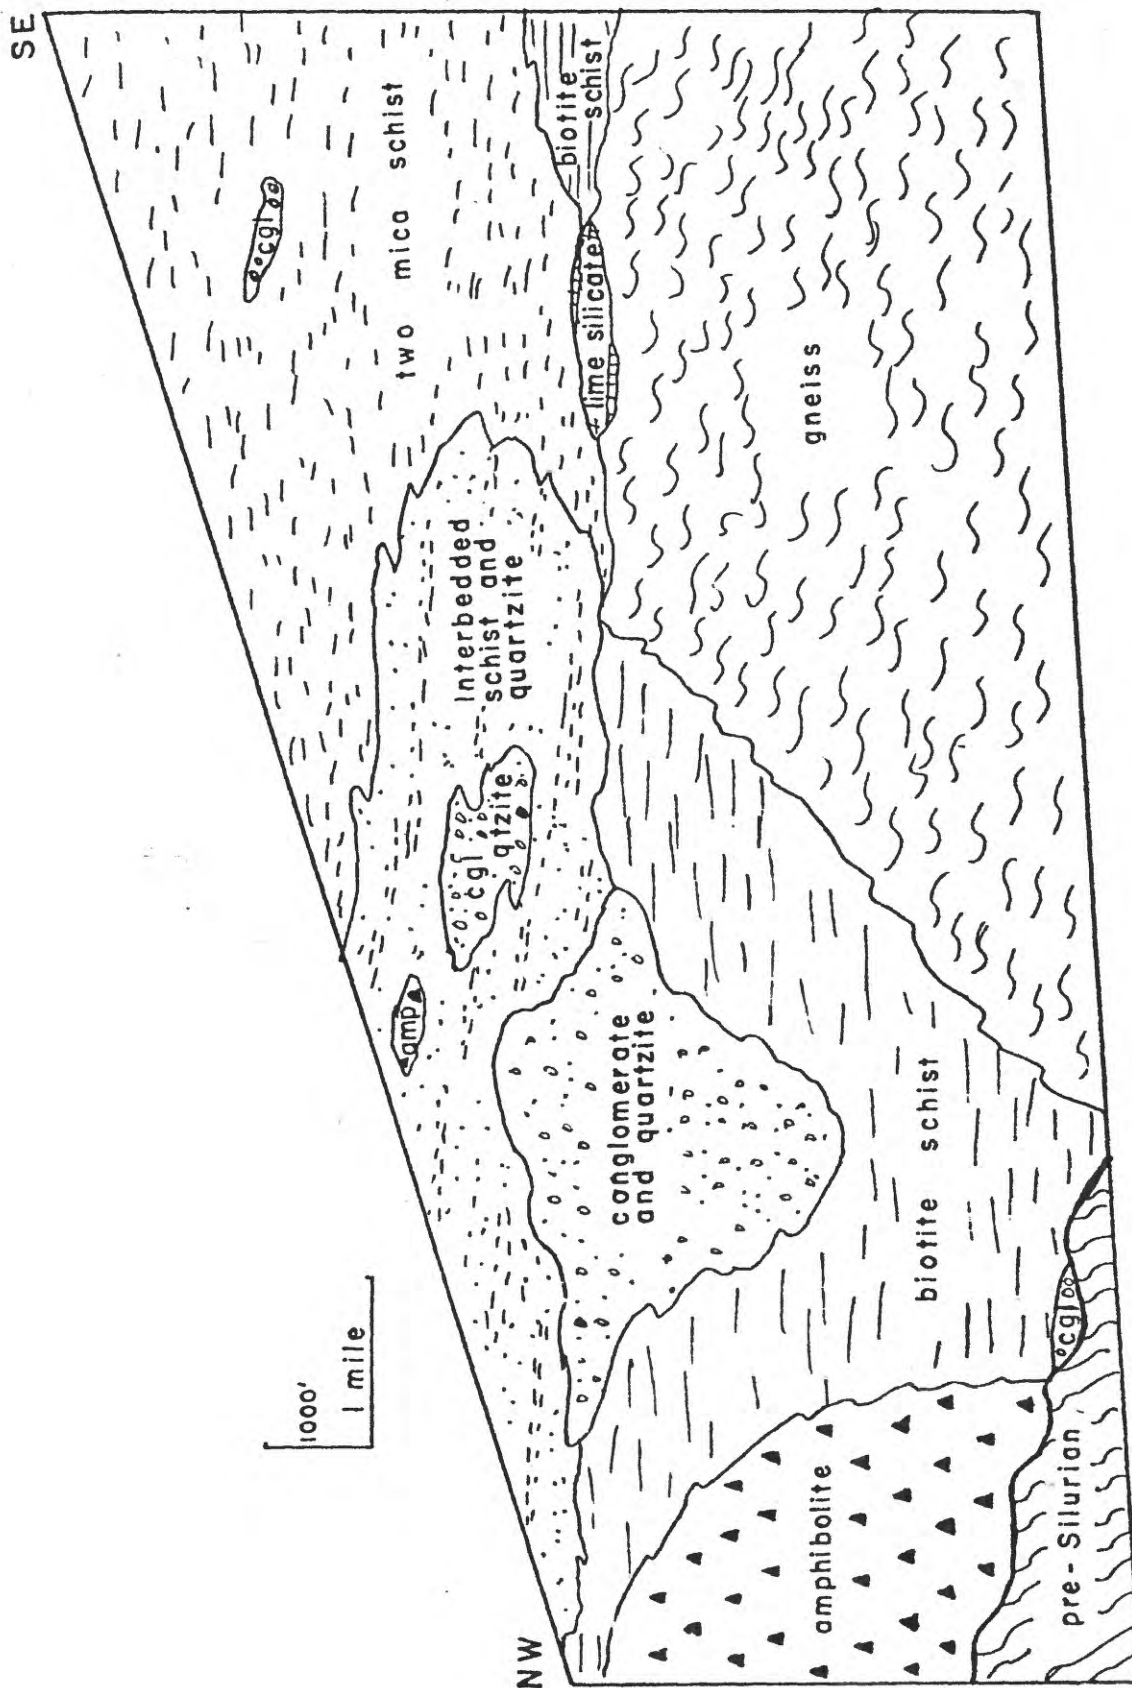 NW
SE
1000'
1 mile
two mica schist
cgl
Interbedded
schist and
quartzite
amp
cgl
qtzite
biotite
schist
lime silicate
conglomerate
and quartzite
gneiss
biotite schist
amphibolite
cgl
pre-Silurian